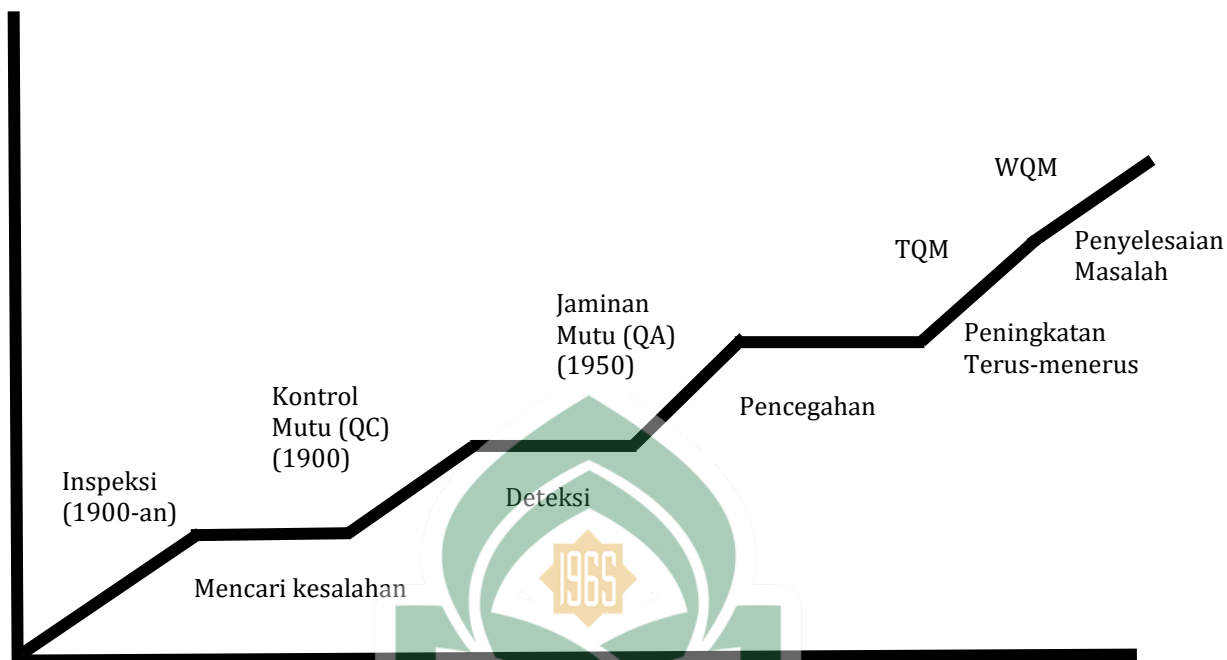 WQM
Penyelesaian
Masalah
TQM
Peningkatan
Terus-menerus
Jaminan
Mutu (QA)
(1950)
Pencegahan
Kontrol
Mutu (QC)
(1900)
Deteksi
Inspeksi
(1900-an)
Mencari kesalahan
1965